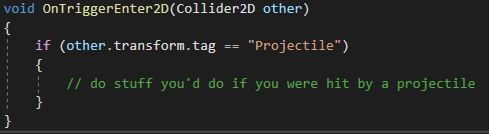 void OnTriggerEnter2D(Collider2D other)
{
if (other.transform.tag == "Projectile")
{
// do stuff you'd do if you were hit by a projectile
}
}